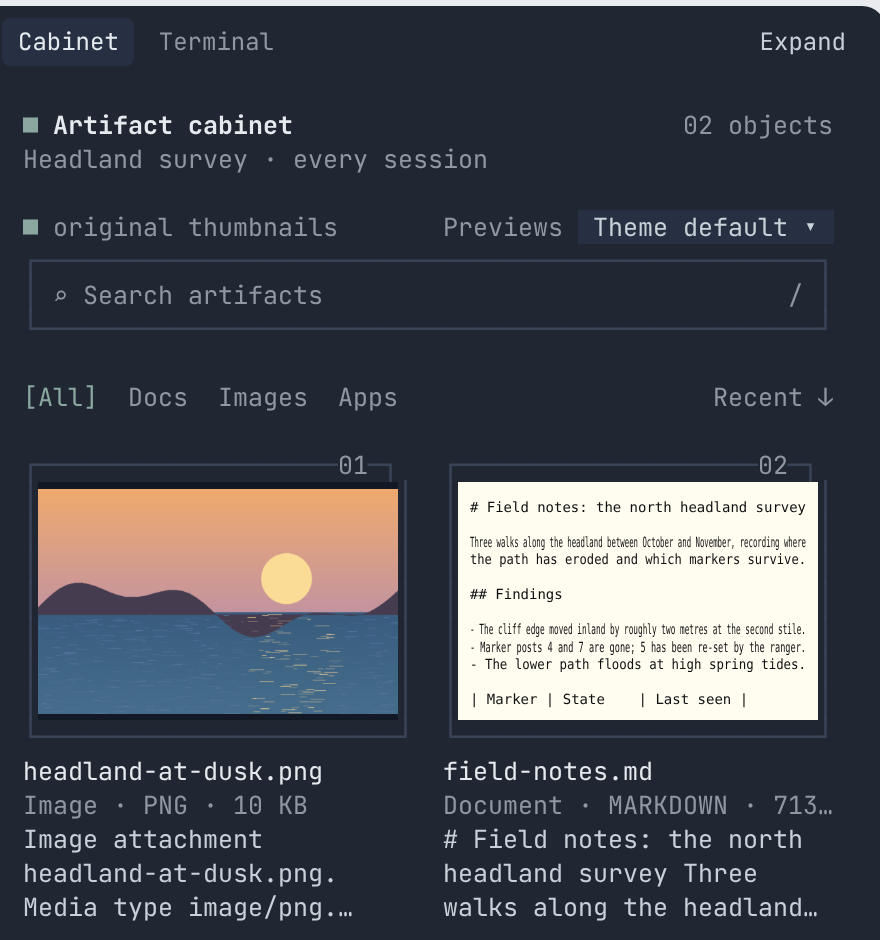 Cabinet Terminal Expand
Artifact cabinet 02 objects
Headland survey · every session
original thumbnails Previews Theme default ▾
⌕ Search artifacts /
[All] Docs Images Apps Recent ↓
01
02
# Field notes: the north headland survey
Three walks along the headland between October and November, recording where
the path has eroded and which markers survive.
## Findings
- The cliff edge moved inland by roughly two metres at the second stile.
- Marker posts 4 and 7 are gone; 5 has been re-set by the ranger.
- The lower path floods at high spring tides.
| Marker | State | Last seen |
headland-at-dusk.png
Image · PNG · 10 KB
Image attachment
headland-at-dusk.png.
Media type image/png.…
field-notes.md
Document · MARKDOWN · 713…
# Field notes: the north
headland survey Three
walks along the headland…